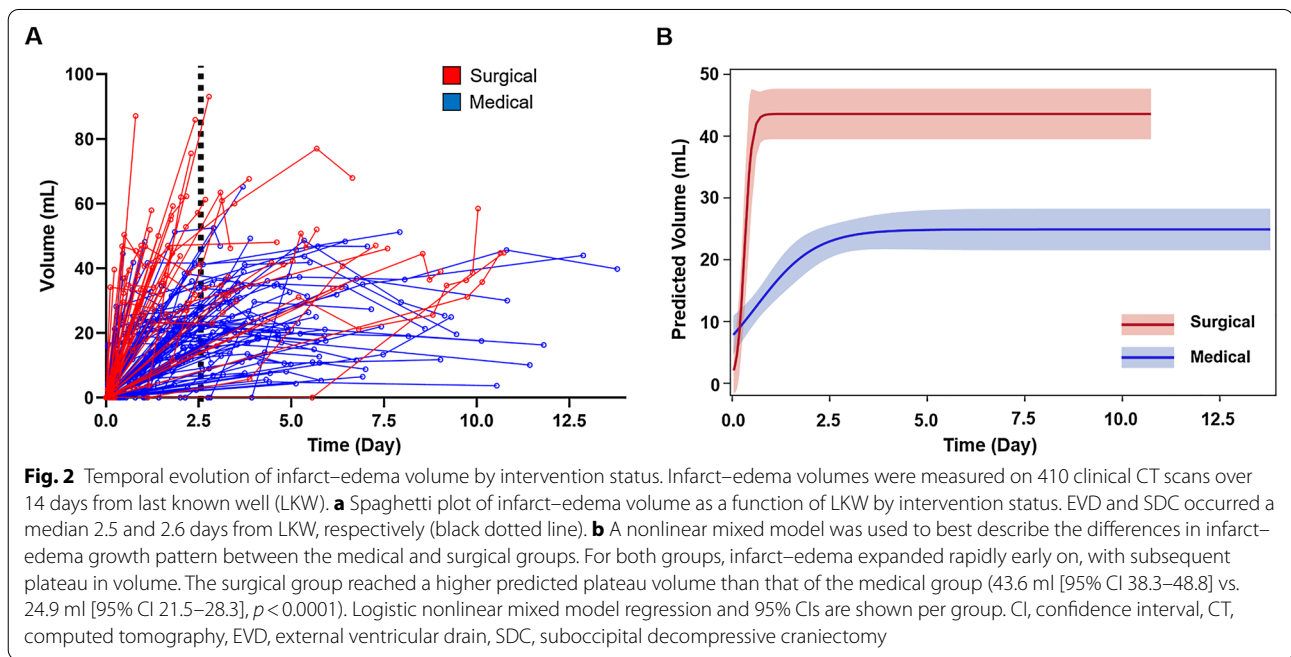 A
B
100
80
60
40
20
0
Volume (mL)
Surgical
Medical
0
2.5
5.0
7.5
10.0
12.5
Time (Day)
50
40
30
20
10
0
Predicted Volume (mL)
Surgical
Medical
0.0
2.5
5.0
7.5
10.0
12.5
Time (Day)
Fig. 2 Temporal evolution of infarct–edema volume by intervention status. Infarct–edema volumes were measured on 410 clinical CT scans over
14 days from last known well (LKW). a Spaghetti plot of infarct–edema volume as a function of LKW by intervention status. EVD and SDC occurred a
median 2.5 and 2.6 days from LKW, respectively (black dotted line). b A nonlinear mixed model was used to best describe the differences in infarct–
edema growth pattern between the medical and surgical groups. For both groups, infarct–edema expanded rapidly early on, with subsequent
plateau in volume. The surgical group reached a higher predicted plateau volume than that of the medical group (43.6 ml [95% CI 38.3–48.8] vs.
24.9 ml [95% CI 21.5–28.3], p < 0.0001). Logistic nonlinear mixed model regression and 95% CIs are shown per group. CI, confidence interval, CT,
computed tomography, EVD, external ventricular drain, SDC, suboccipital decompressive craniectomy